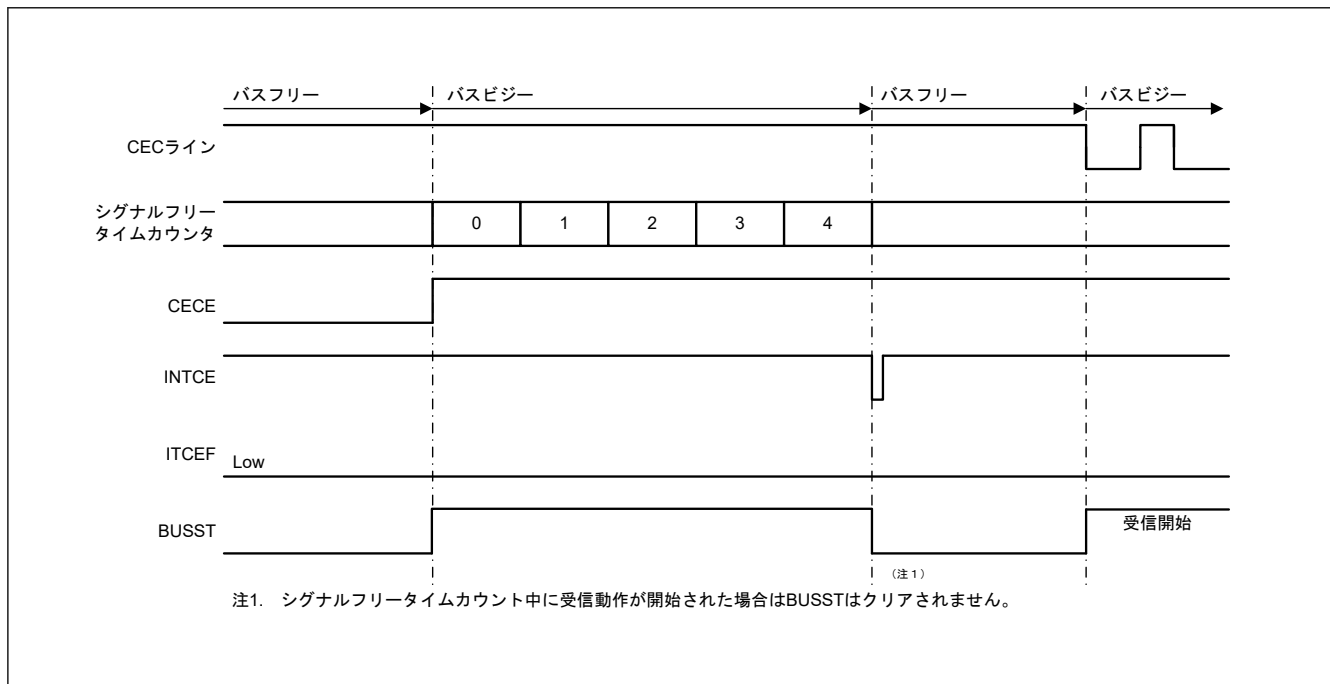 バスフリー バスビジー バスフリー バスビジー
CECライン
シグナルフリー
タイムカウンタ
0 1 2 3 4
CECE
INTCE
ITCEF
Low
BUSST
受信開始
（注１）
注1. シグナルフリータイムカウント中に受信動作が開始された場合はBUSSTはクリアされません。